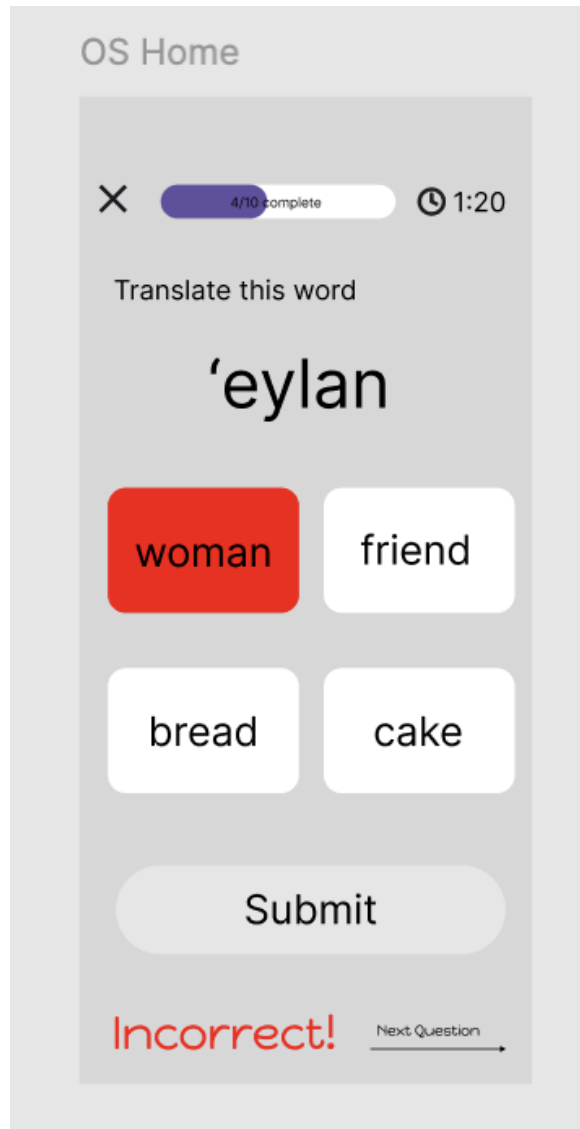 OS Home
4/10 complete 1:20
Translate this word
‘eylan
woman friend
bread cake
Submit
Incorrect! Next Question